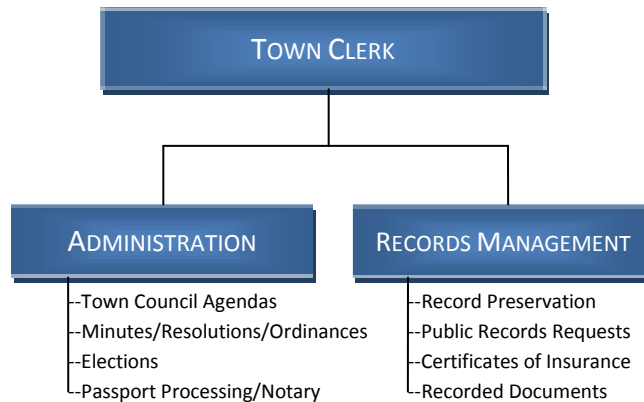 TOWN CLERK
ADMINISTRATION
--Town Council Agendas
--Minutes/Resolutions/Ordinances
--Elections
--Passport Processing/Notary
RECORDS MANAGEMENT
--Record Preservation
--Public Records Requests
--Certificates of Insurance
--Recorded Documents